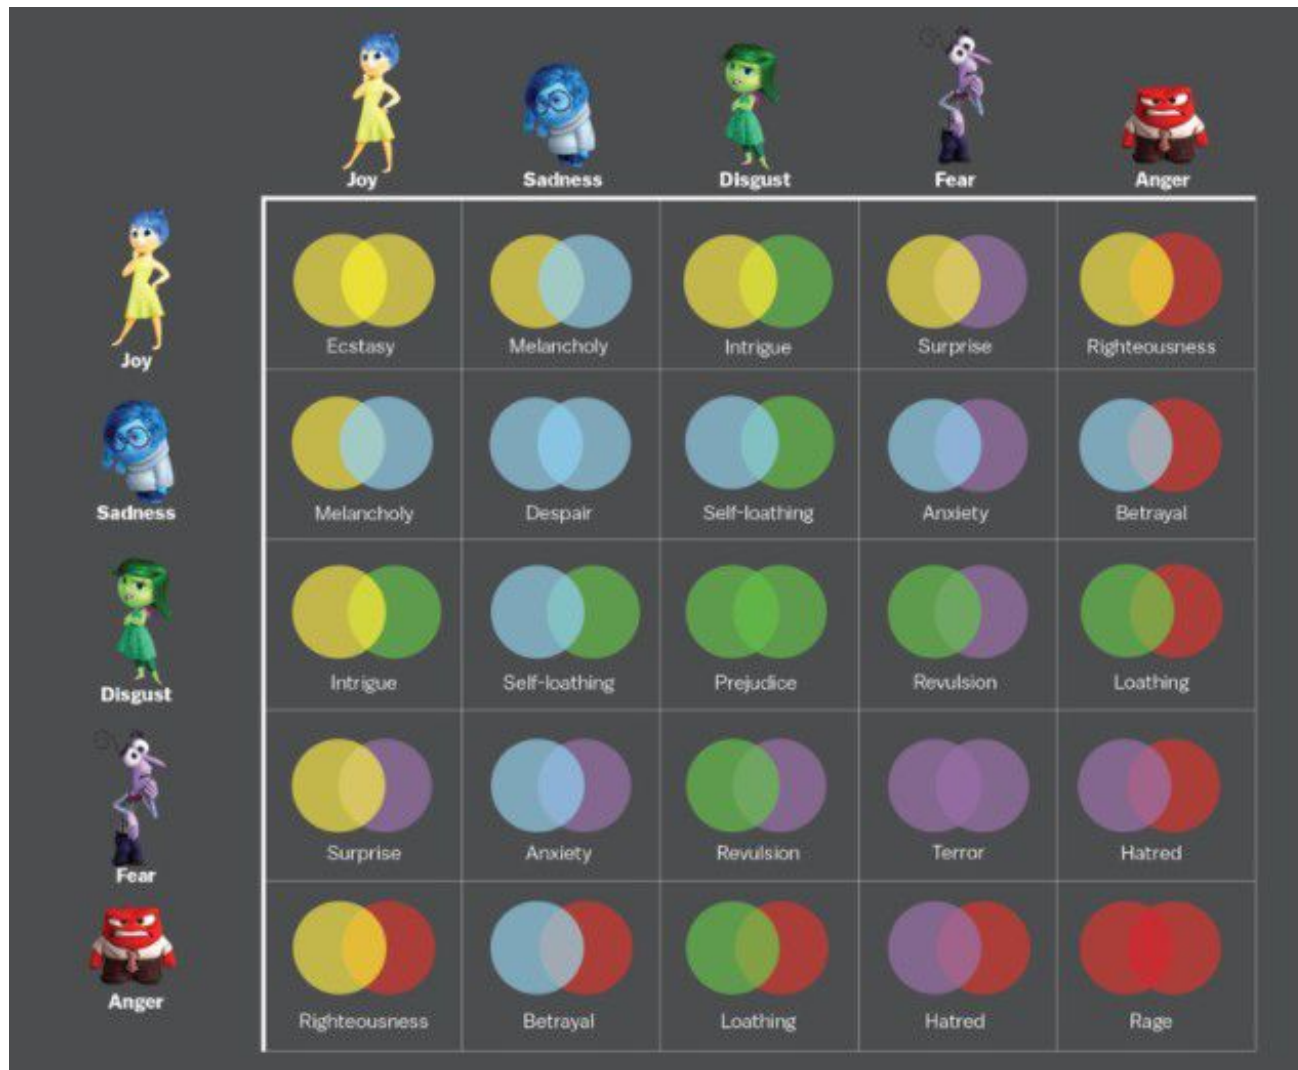 Joy Sadness Disgust Fear Anger
Joy
Ecstasy Melancholy Intrigue Surprise Righteousness
Sadness
Melancholy Despair Self-loathing Anxiety Betrayal
Disgust
Intrigue Self-loathing Prejudice Revulsion Loathing
Fear
Surprise Anxiety Revulsion Terror Hatred
Anger
Righteousness Betrayal Loathing Hatred Rage